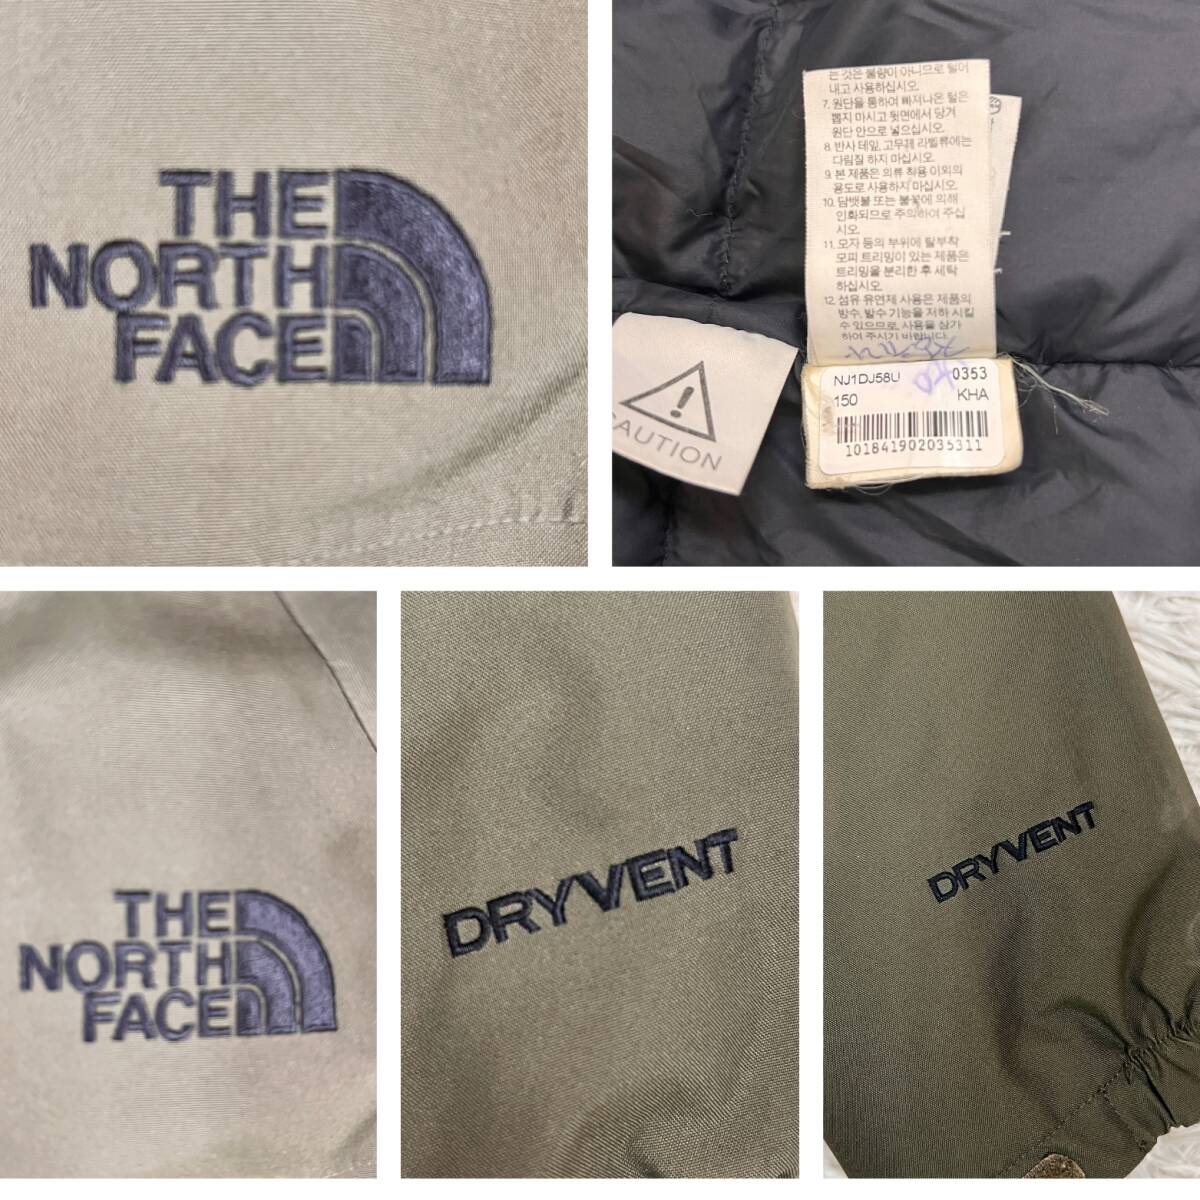 THE
NORTH
FACE
는 것은 불량이 아니므로 털어
내고 사용하십시오.
7. 원단을 통하여 빠져나온 털은
뽑지 마시고 뒷면에서 당겨
원단 안으로 넣으십시오.
8. 반사 테잎, 고무제 라벨류에는
다림질 하지 마십시오.
9. 본 제품은 의류 착용 이외의
용도로 사용하지 마십시오.
10. 담뱃불 또는 불꽃에 의해
인화되므로 주의하여 주십
시오.
11. 모자 등의 부위에 탈부착
모피 트리밍이 있는 제품은
트리밍을 분리한 후 세탁
하십시오.
12. 섬유 유연제 사용은 제품의
방수, 발수 기능을 저하 시킬
수 있으므로, 사용을 삼가
하여 주시기 바랍니다.
NJ1DJ58U 0353
150 KHA
101841902035311
CAUTION
THE
NORTH
FACE
DRYVENT
DRYVENT